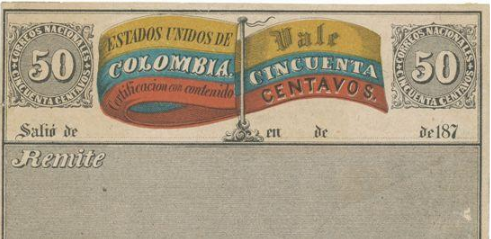 CORREOS NACIONALES
50
CINCUENTA CENTAVOS
ESTADOS UNIDOS DE
COLOMBIA.
Certificacion con contenido
Vale
CINCUENTA
CENTAVOS.
CORREOS NACIONALES
50
CINCUENTA CENTAVOS
Salió de en de de 187
Remite